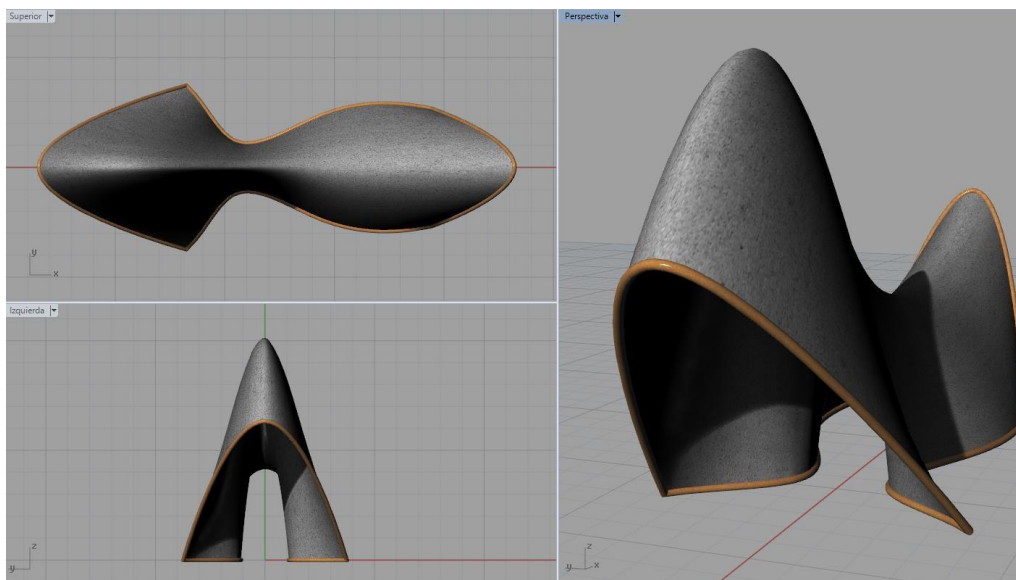 Superior
Perspectiva
y
x
Izquierda
z
y
z
y
x